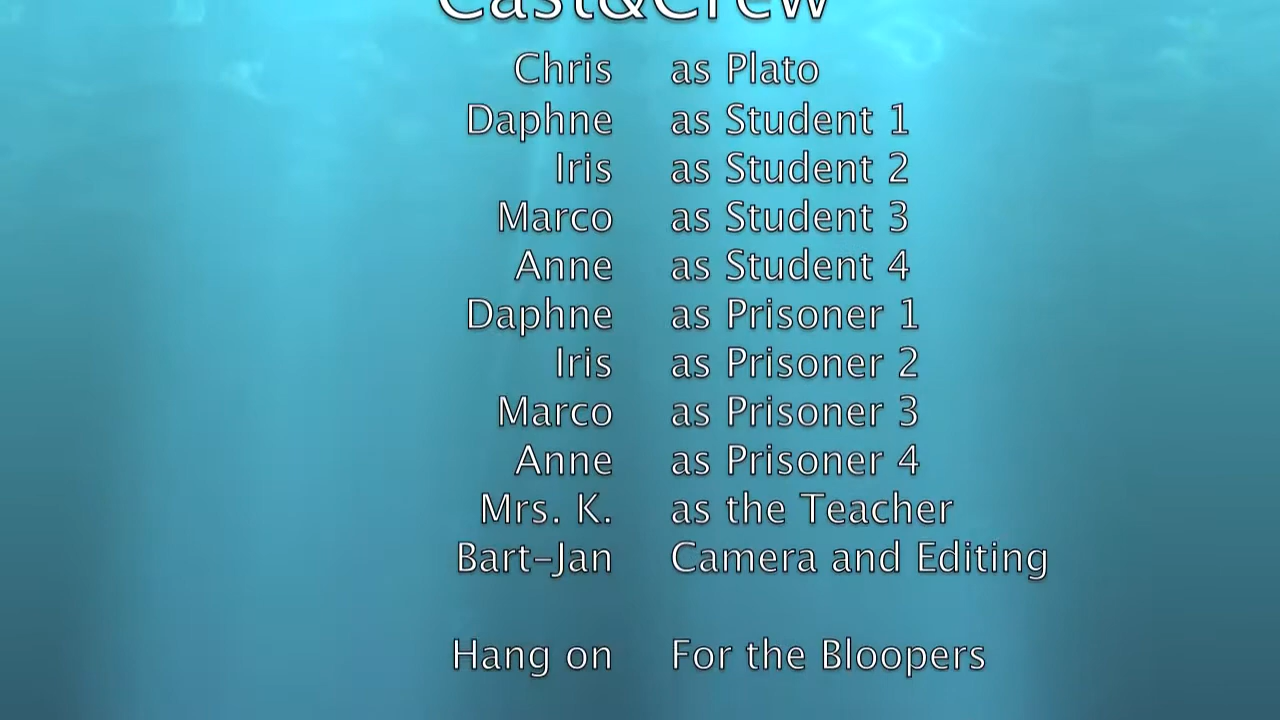 Cast&Crew
Chris as Plato
Daphne as Student 1
Iris as Student 2
Marco as Student 3
Anne as Student 4
Daphne as Prisoner 1
Iris as Prisoner 2
Marco as Prisoner 3
Anne as Prisoner 4
Mrs. K. as the Teacher
Bart-Jan Camera and Editing
Hang on For the Bloopers